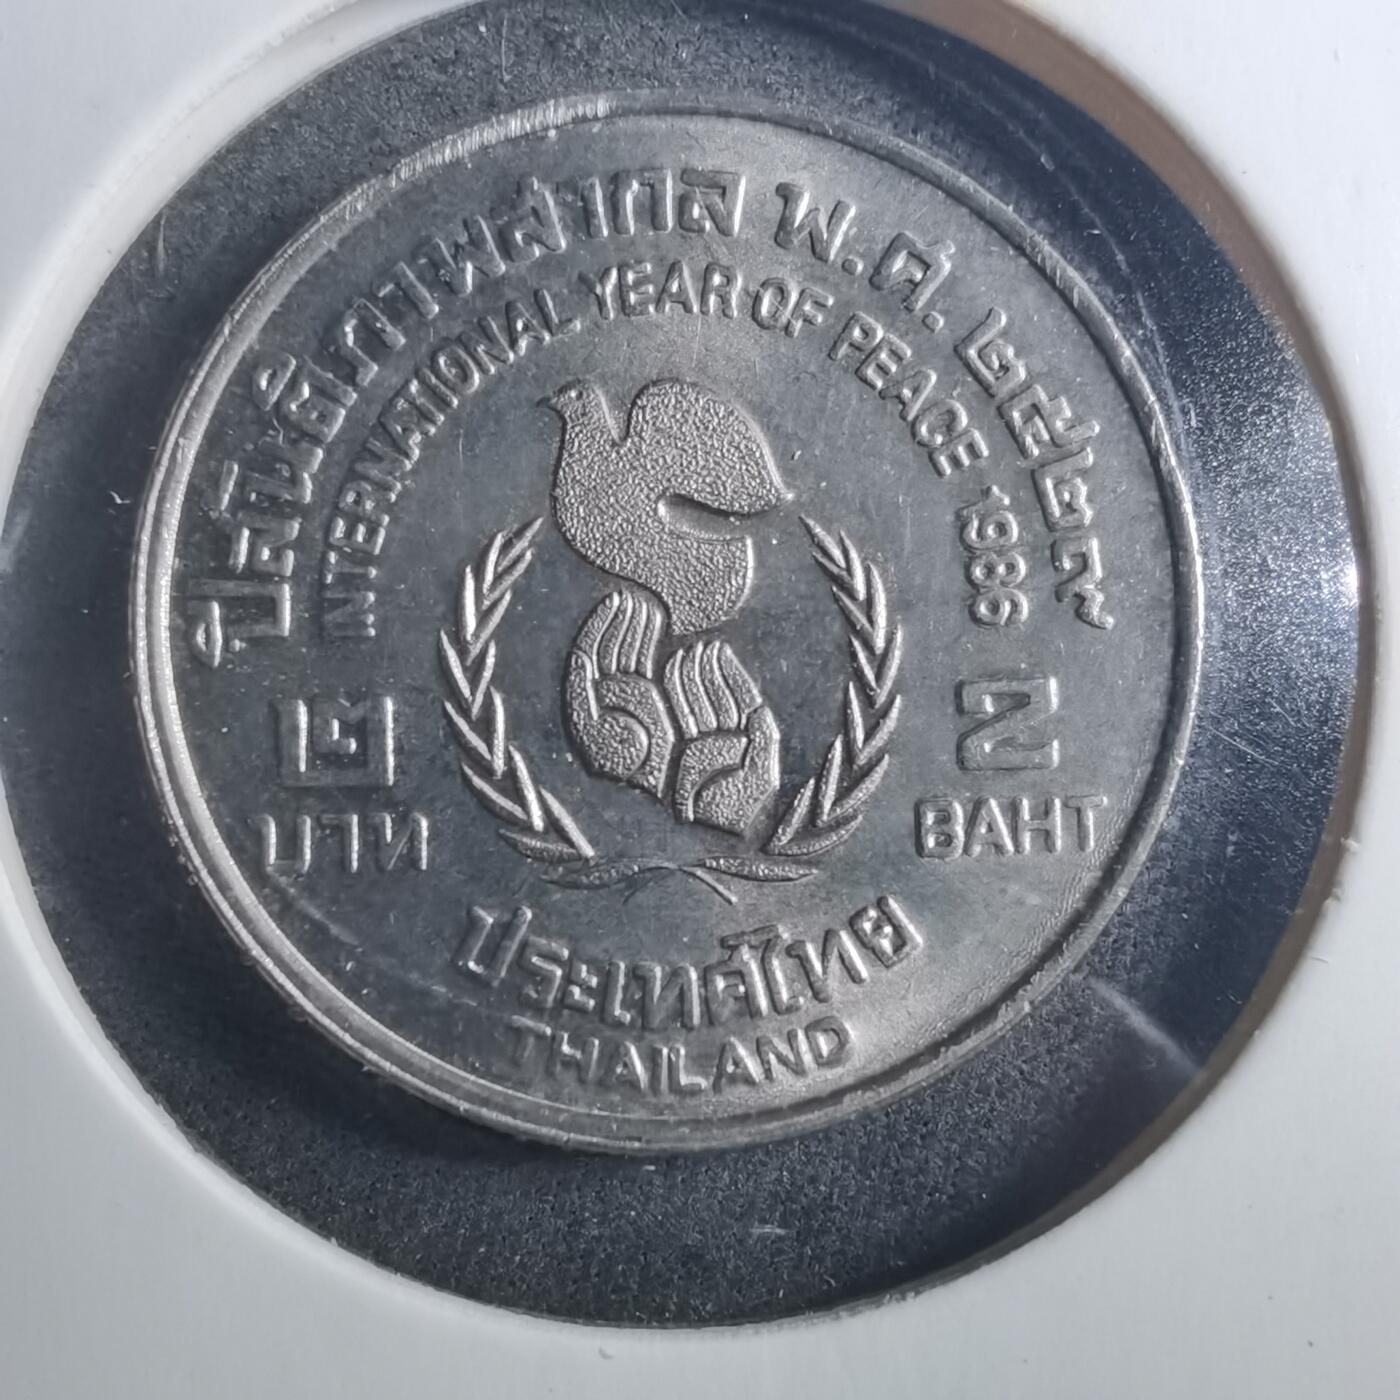 ปีสันติภาพสากล พ.ศ. ๒๕๒๙
INTERNATIONAL YEAR OF PEACE 1986
๒
บาท
2
BAHT
ประเทศไทย
THAILAND